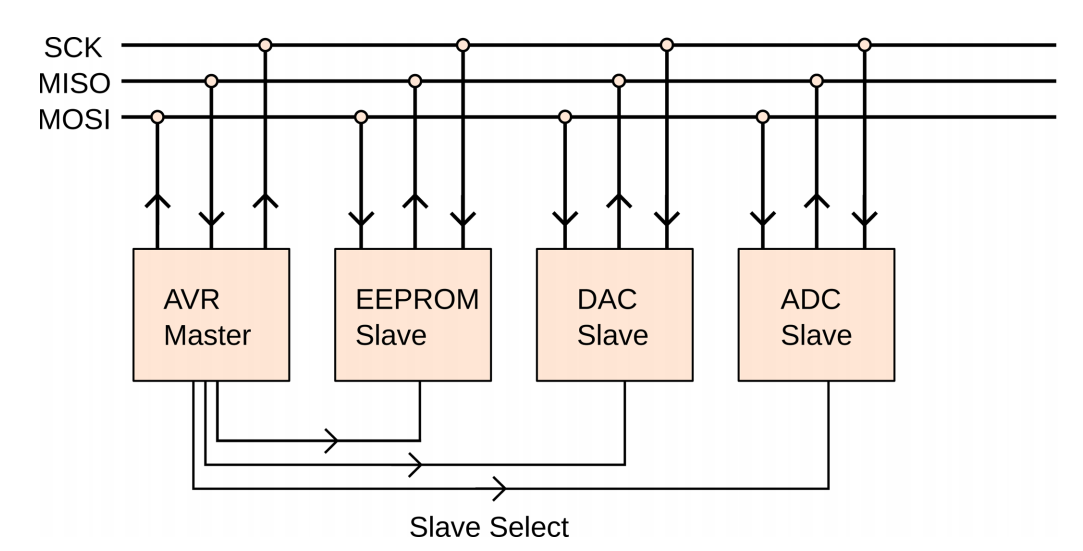 SCK
MISO
MOSI
AVR
Master
EEPROM
Slave
DAC
Slave
ADC
Slave
Slave Select